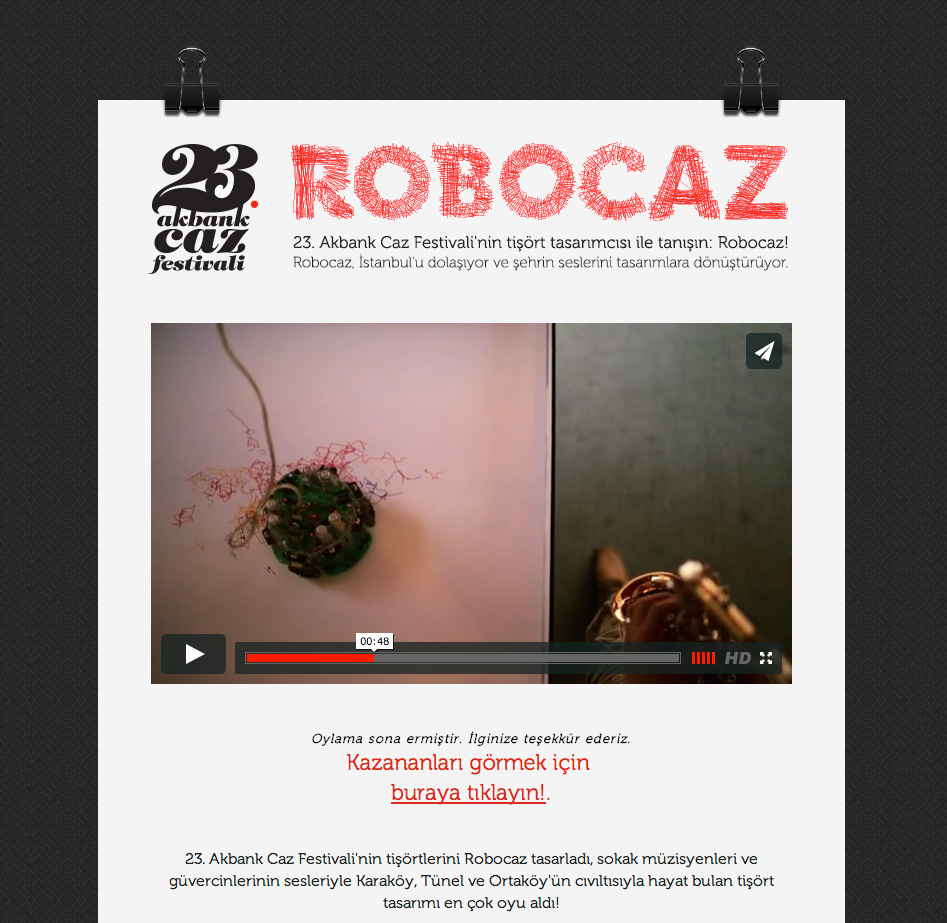 23.
akbank
caz
festivali
ROBOCAZ
23. Akbank Caz Festivali'nin tişört tasarımcısı ile tanışın: Robocaz!
Robocaz, İstanbul'u dolaşıyor ve şehrin seslerini tasarımlara dönüştürüyor.
00:48
HD
Oylama sona ermiştir. İlginize teşekkür ederiz.
Kazananları görmek için
buraya tıklayın!.
23. Akbank Caz Festivali'nin tişörtlerini Robocaz tasarladı, sokak müzisyenleri ve
güvercinlerinin sesleriyle Karaköy, Tünel ve Ortaköy'ün cıvıltısıyla hayat bulan tişört
tasarımı en çok oyu aldı!